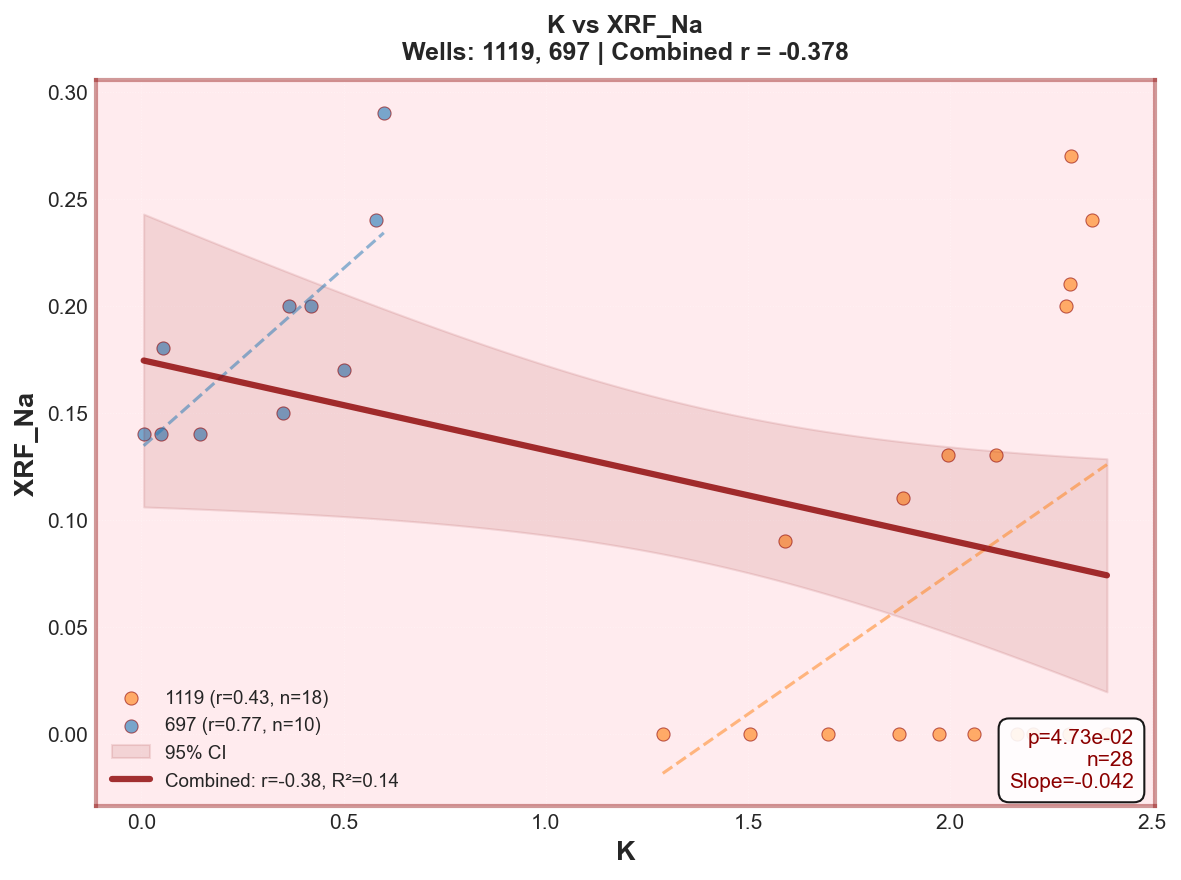 K vs XRF_Na
Wells: 1119, 697 | Combined r = -0.378
0.30
0.25
0.20
0.15
0.10
0.05
0.00
XRF_Na
1119 (r=0.43, n=18)
697 (r=0.77, n=10)
95% CI
Combined: r=-0.38, R²=0.14
p=4.73e-02
n=28
Slope=-0.042
0.0
0.5
1.0
1.5
2.0
2.5
K